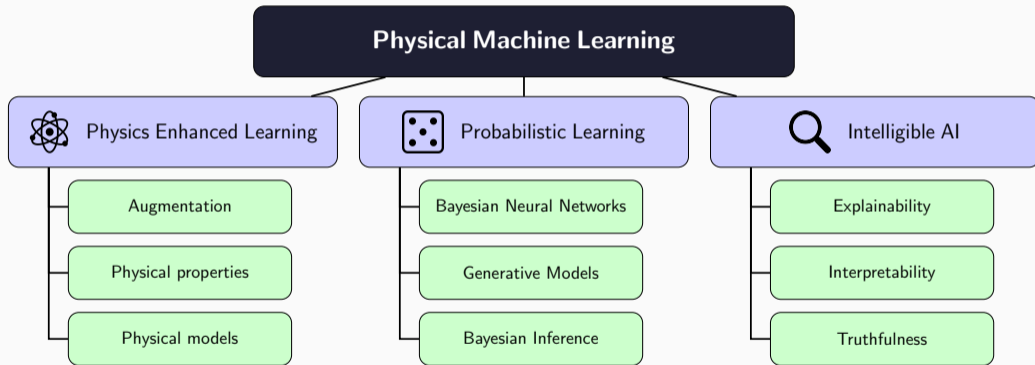 Physical Machine Learning
Physics Enhanced Learning
Augmentation
Physical properties
Physical models
Probabilistic Learning
Bayesian Neural Networks
Generative Models
Bayesian Inference
Intelligible AI
Explainability
Interpretability
Truthfulness